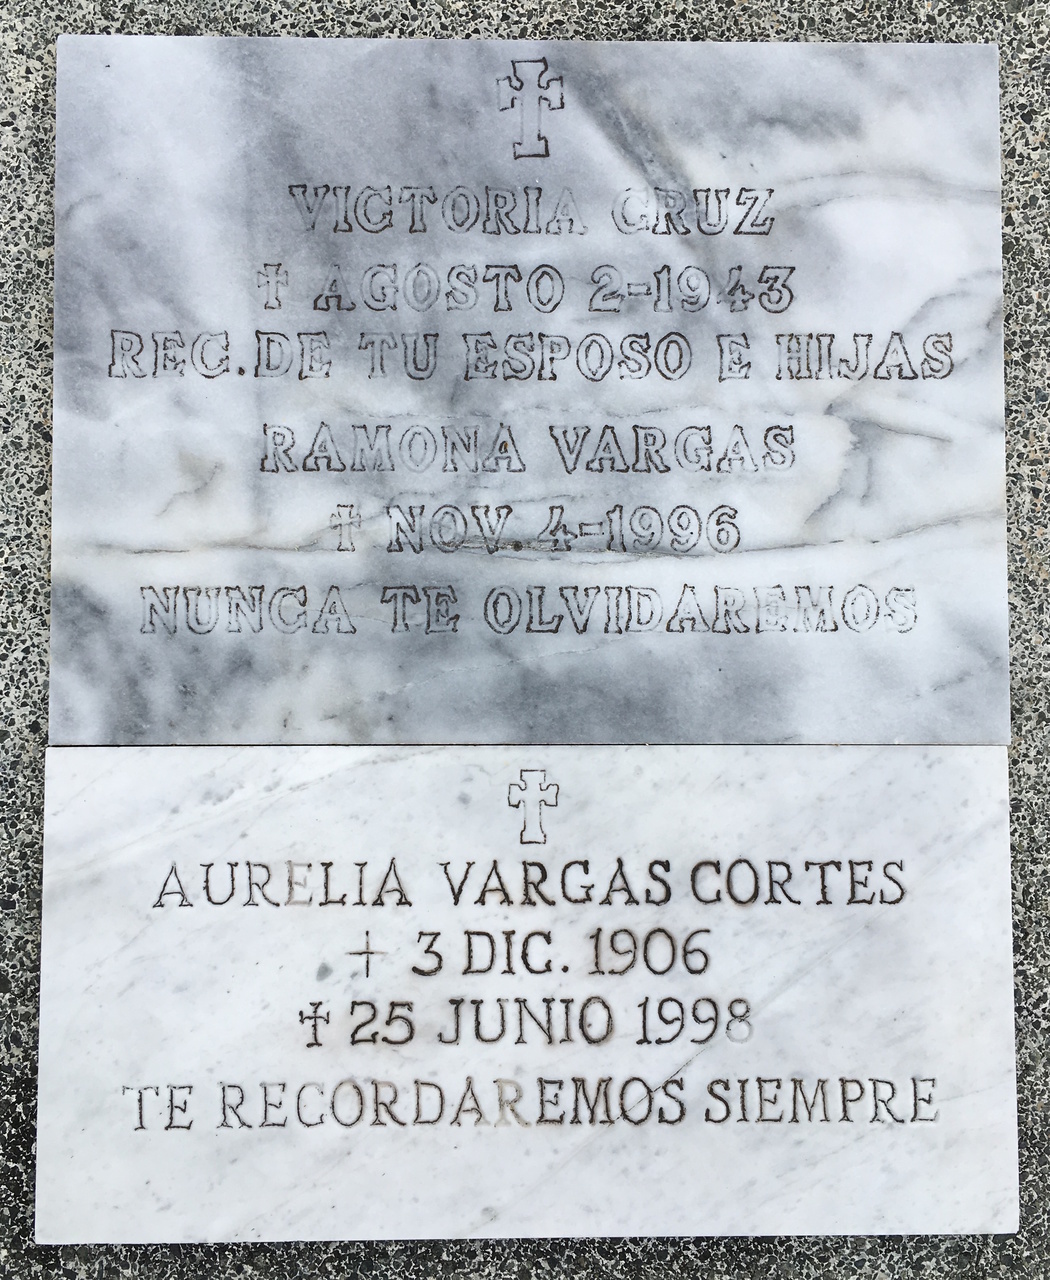 VICTORIA CRUZ
✝ AGOSTO 2-1943
REC. DE TU ESPOSO E HIJAS
RAMONA VARGAS
✝ NOV. 4-1996
NUNCA TE OLVIDAREMOS
AURELIA VARGAS CORTES
+ 3 DIC. 1906
✝ 25 JUNIO 1998
TE RECORDAREMOS SIEMPRE